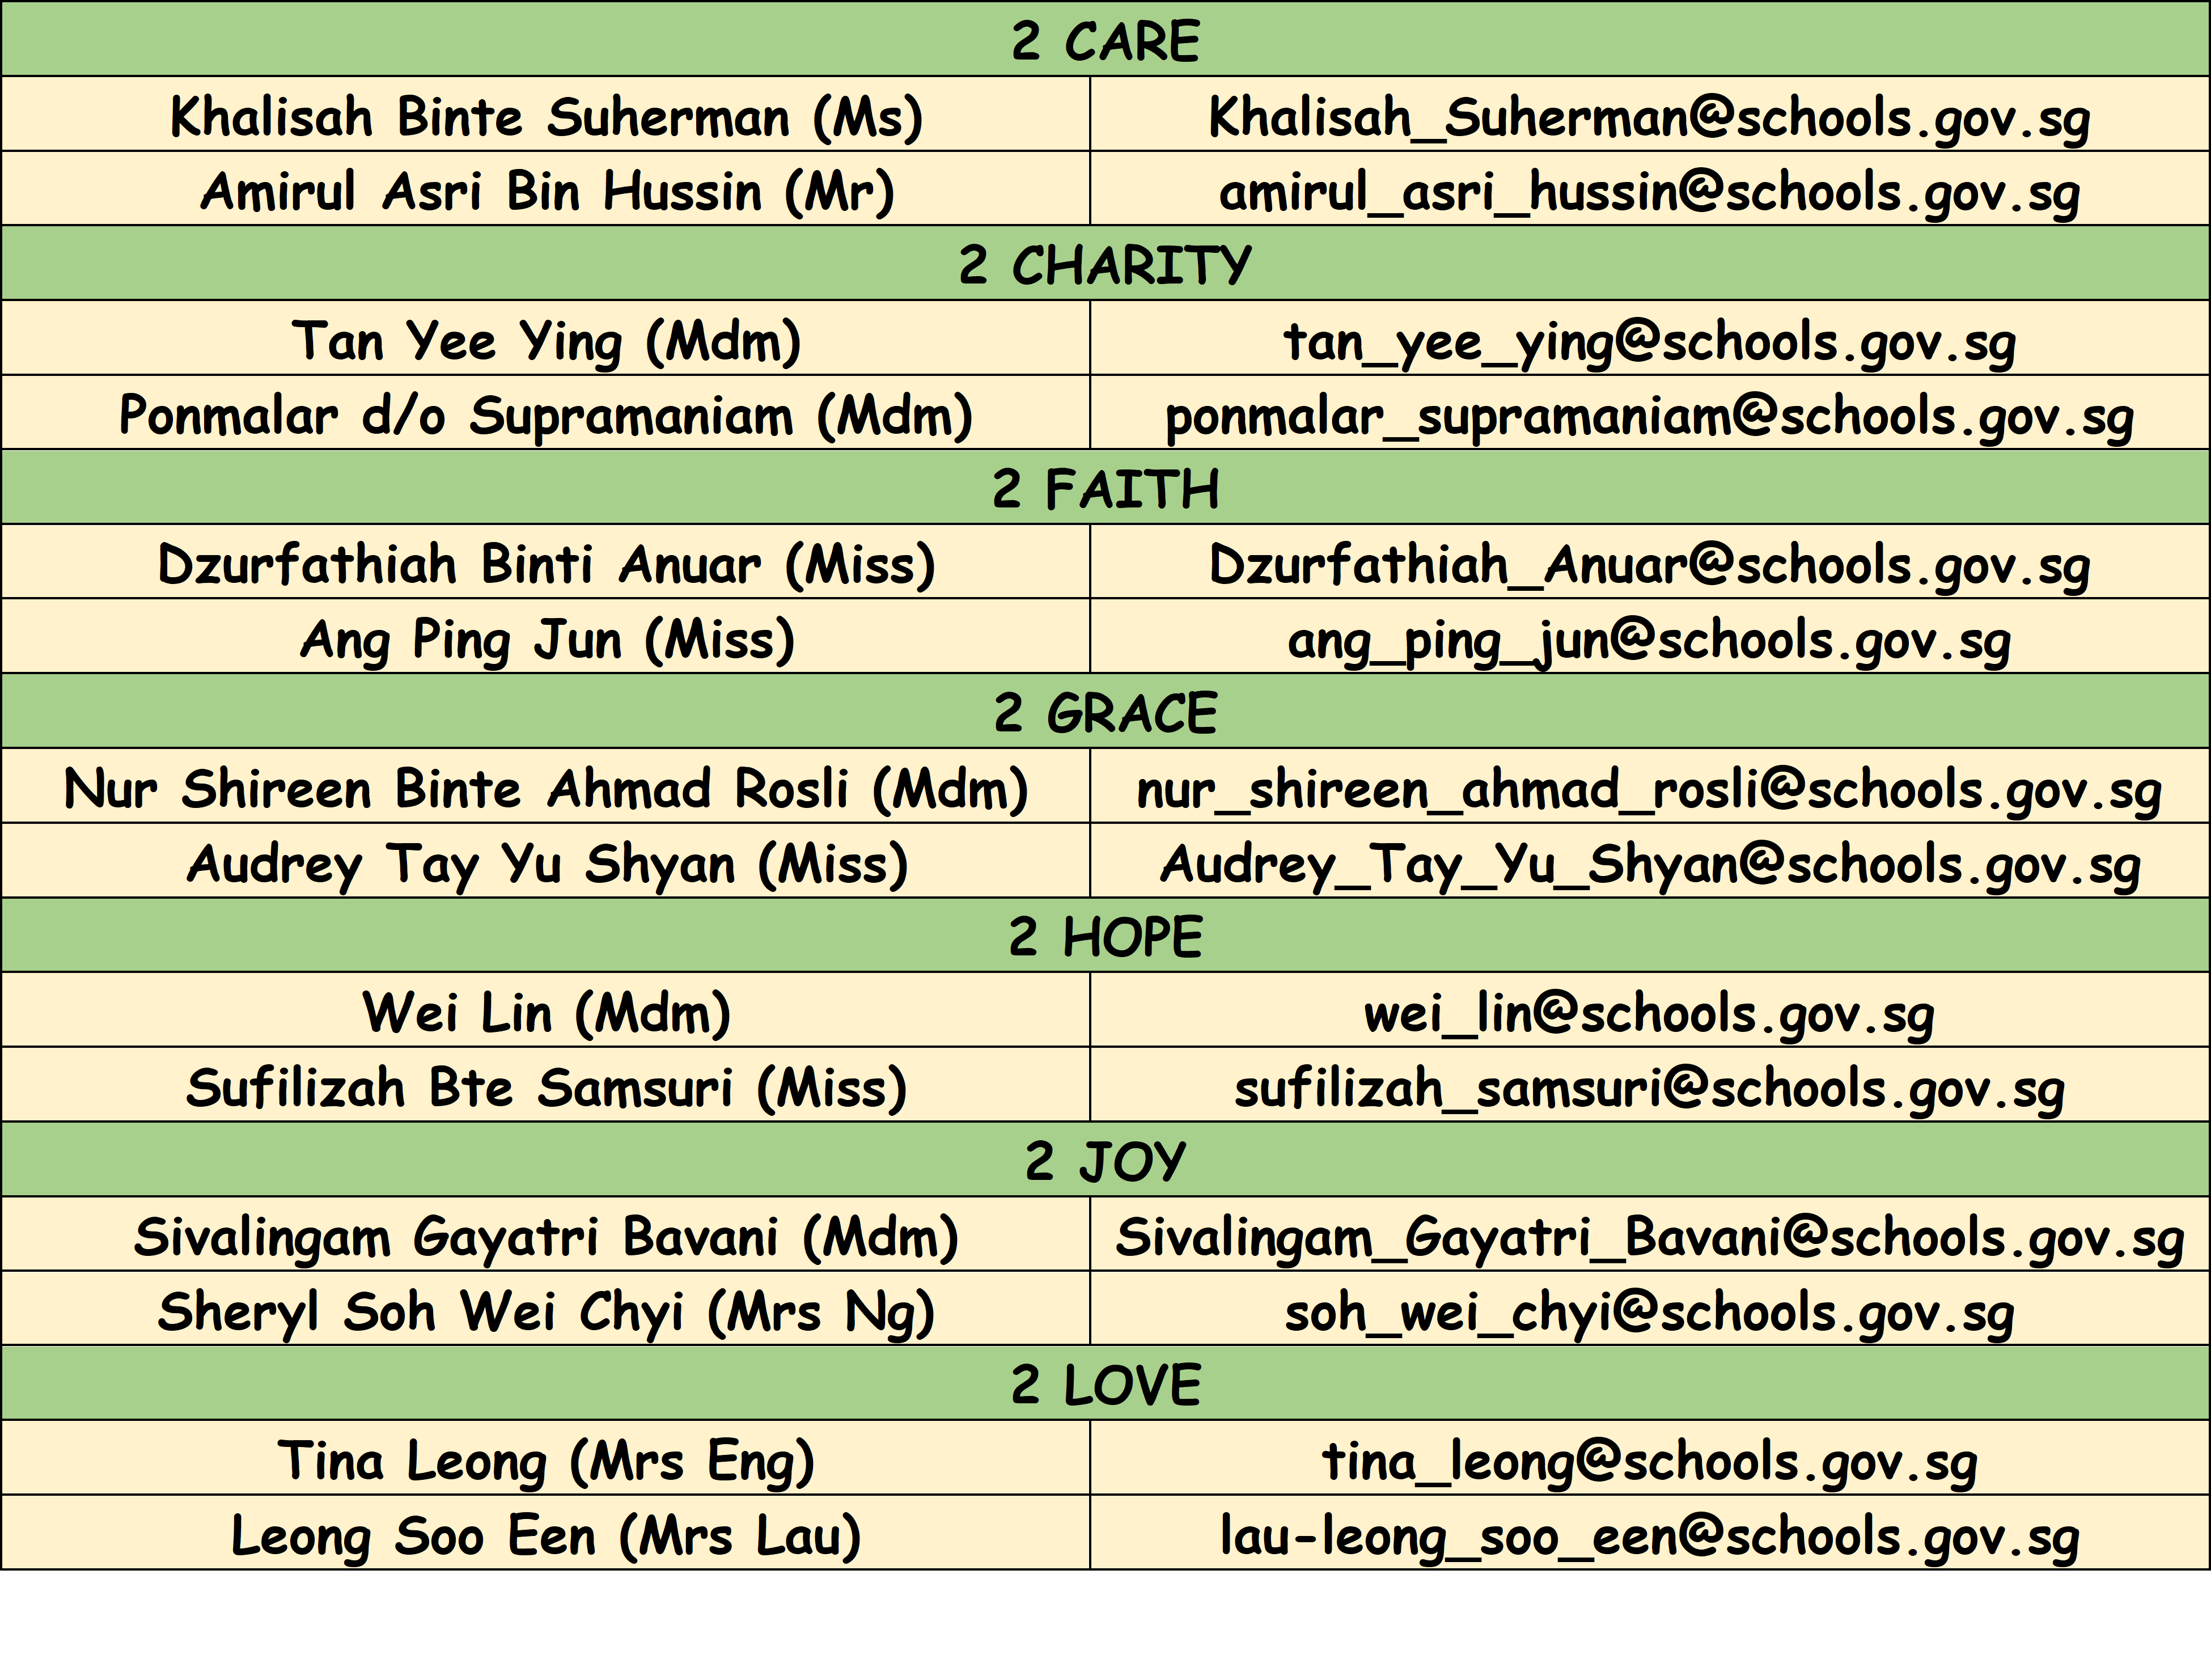 2 CARE
Khalisah Binte Suherman (Ms) Khalisah_Suherman@schools.gov.sg
Amirul Asri Bin Hussin (Mr) amirul_asri_hussin@schools.gov.sg
2 CHARITY
Tan Yee Ying (Mdm) tan_yee_ying@schools.gov.sg
Ponmalar d/o Supramaniam (Mdm) ponmalar_supramaniam@schools.gov.sg
2 FAITH
Dzurfathiah Binti Anuar (Miss) Dzurfathiah_Anuar@schools.gov.sg
Ang Ping Jun (Miss) ang_ping_jun@schools.gov.sg
2 GRACE
Nur Shireen Binte Ahmad Rosli (Mdm) nur_shireen_ahmad_rosli@schools.gov.sg
Audrey Tay Yu Shyan (Miss) Audrey_Tay_Yu_Shyan@schools.gov.sg
2 HOPE
Wei Lin (Mdm) wei_lin@schools.gov.sg
Sufilizah Bte Samsuri (Miss) sufilizah_samsuri@schools.gov.sg
2 JOY
Sivalingam Gayatri Bavani (Mdm) Sivalingam_Gayatri_Bavani@schools.gov.sg
Sheryl Soh Wei Chyi (Mrs Ng) soh_wei_chyi@schools.gov.sg
2 LOVE
Tina Leong (Mrs Eng) tina_leong@schools.gov.sg
Leong Soo Een (Mrs Lau) lau-leong_soo_een@schools.gov.sg